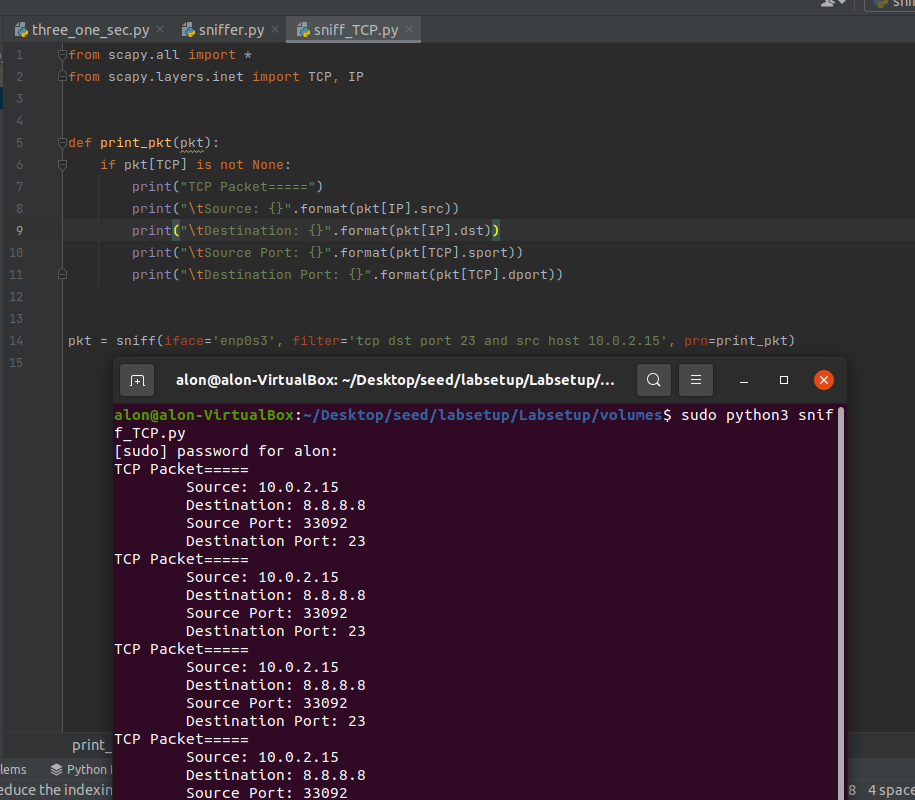 three_one_sec.py sniffer.py sniff_TCP.py
1 from scapy.all import *
2 from scapy.layers.inet import TCP, IP
3
4
5 def print_pkt(pkt):
6 if pkt[TCP] is not None:
7 print("TCP Packet=====")
8 print("\tSource: {}".format(pkt[IP].src))
9 print("\tDestination: {}".format(pkt[IP].dst))
10 print("\tSource Port: {}".format(pkt[TCP].sport))
11 print("\tDestination Port: {}".format(pkt[TCP].dport))
12
13
14 pkt = sniff(iface='enp0s3', filter='tcp dst port 23 and src host 10.0.2.15', prn=print_pkt)
15
alon@alon-VirtualBox: ~/Desktop/seed/labsetup/Labsetup/...
alon@alon-VirtualBox:~/Desktop/seed/labsetup/Labsetup/volumes$ sudo python3 snif
f_TCP.py
[sudo] password for alon:
TCP Packet=====
Source: 10.0.2.15
Destination: 8.8.8.8
Source Port: 33092
Destination Port: 23
TCP Packet=====
Source: 10.0.2.15
Destination: 8.8.8.8
Source Port: 33092
Destination Port: 23
TCP Packet=====
Source: 10.0.2.15
Destination: 8.8.8.8
Source Port: 33092
Destination Port: 23
TCP Packet=====
Source: 10.0.2.15
Destination: 8.8.8.8
Source Port: 33092
print_
lems Python
educe the indexin 8 4 space